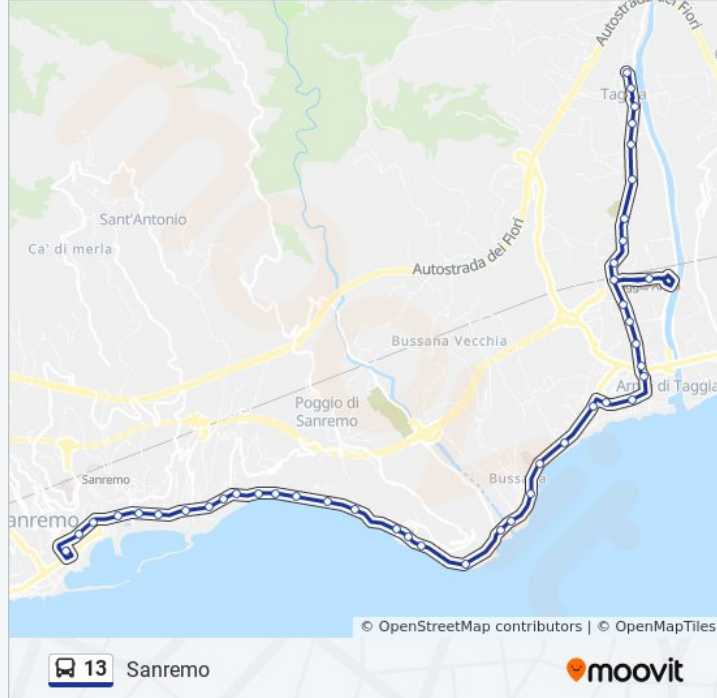 Autostrada dei Fiori
Taggia
Sant'Antonio
Ca' di merla
Autostrada dei Fiori
Bussana Vecchia
Poggio di
Sanremo
Arma di Taggia
Sanremo
Bussana
anremo
© OpenStreetMap contributors | © OpenMapTiles
13 Sanremo
moovit